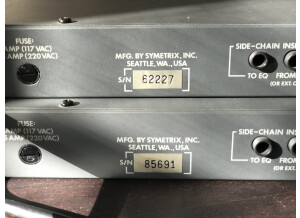 FUSE:
AMP (117 VAC)
AMP (220 VAC)
MFG. BY SYMETRIX, INC.
SEATTLE, WA., USA
S/N 62227
SIDE-CHAIN INS
TO EQ FROM
(OR EXT. C
FUSE:
AMP (117 VAC)
AMP (220 VAC)
MFG. BY SYMETRIX, INC.
SEATTLE, WA., USA
S/N 85691
SIDE-CHAIN INS
TO EQ FROM
(OR EXT.